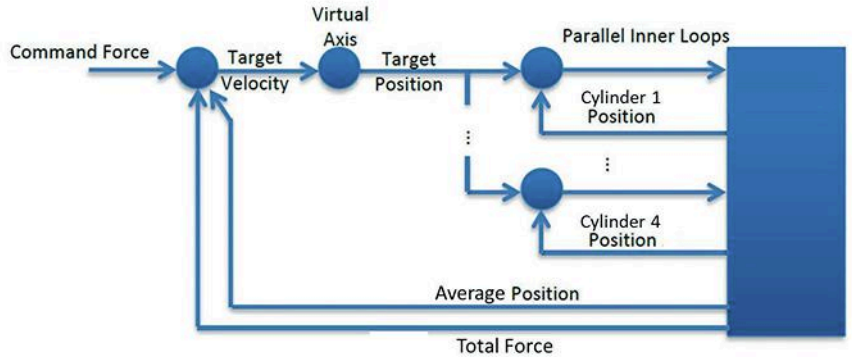 Virtual
Axis
Command Force
Target
Velocity
Target
Position
Parallel Inner Loops
Cylinder 1
Position
...
...
Cylinder 4
Position
Average Position
Total Force